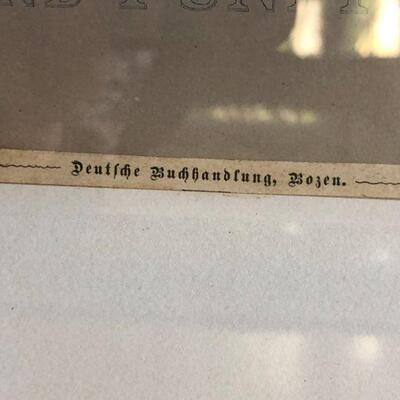 Deutsche Buchhandlung, Bozen.